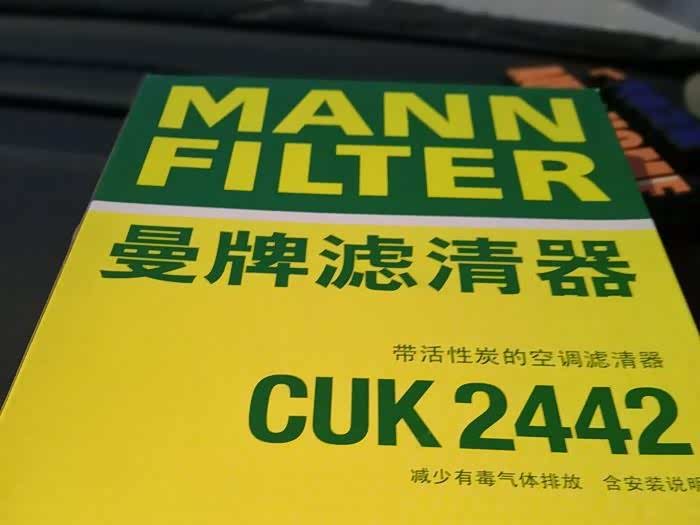 MANN
FILTER
曼牌滤清器
带活性炭的空调滤清器
CUK 2442
减少有毒气体排放 含安装说明